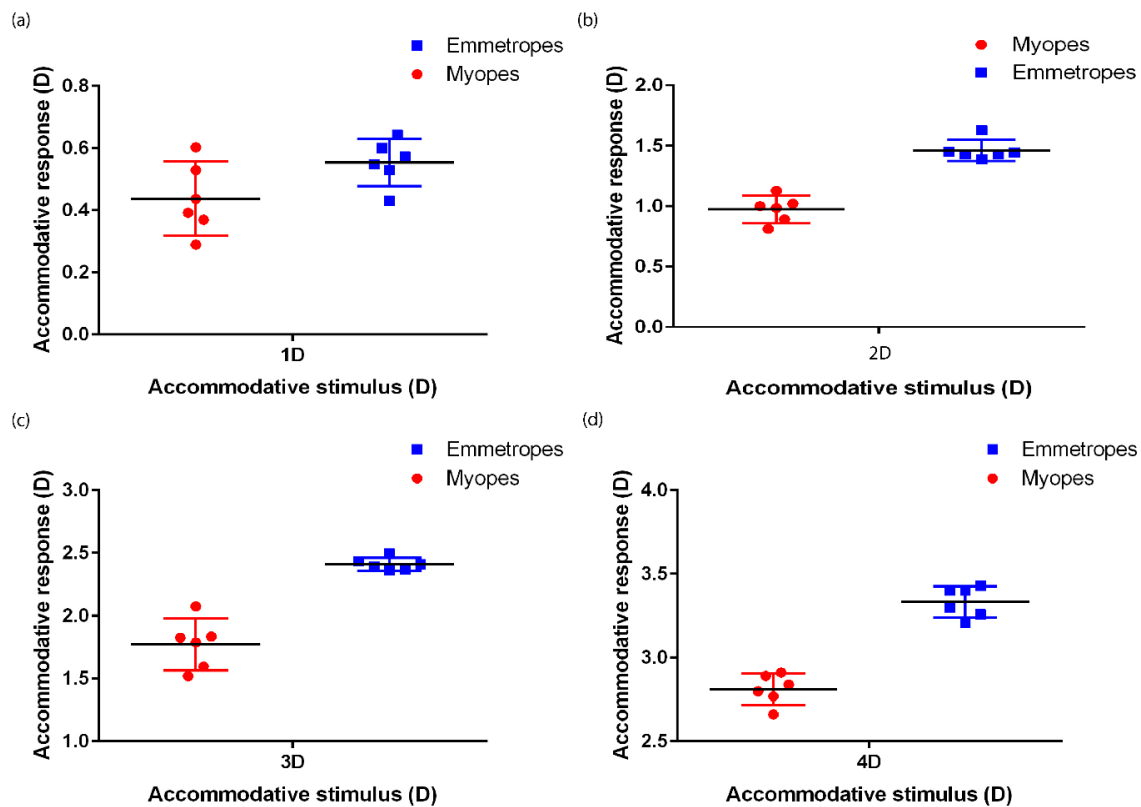 (a)
Emmetropes
Myopes
Accommodative response (D)
0.8
0.6
0.4
0.2
0.0
1D
Accommodative stimulus (D)
(b)
Myopes
Emmetropes
Accommodative response (D)
2.0
1.5
1.0
0.5
0.0
2D
Accommodative stimulus (D)
(c)
Emmetropes
Myopes
Accommodative response (D)
3.0
2.5
2.0
1.5
1.0
3D
Accommodative stimulus (D)
(d)
Emmetropes
Myopes
Accommodative response (D)
4.0
3.5
3.0
2.5
4D
Accommodative stimulus (D)